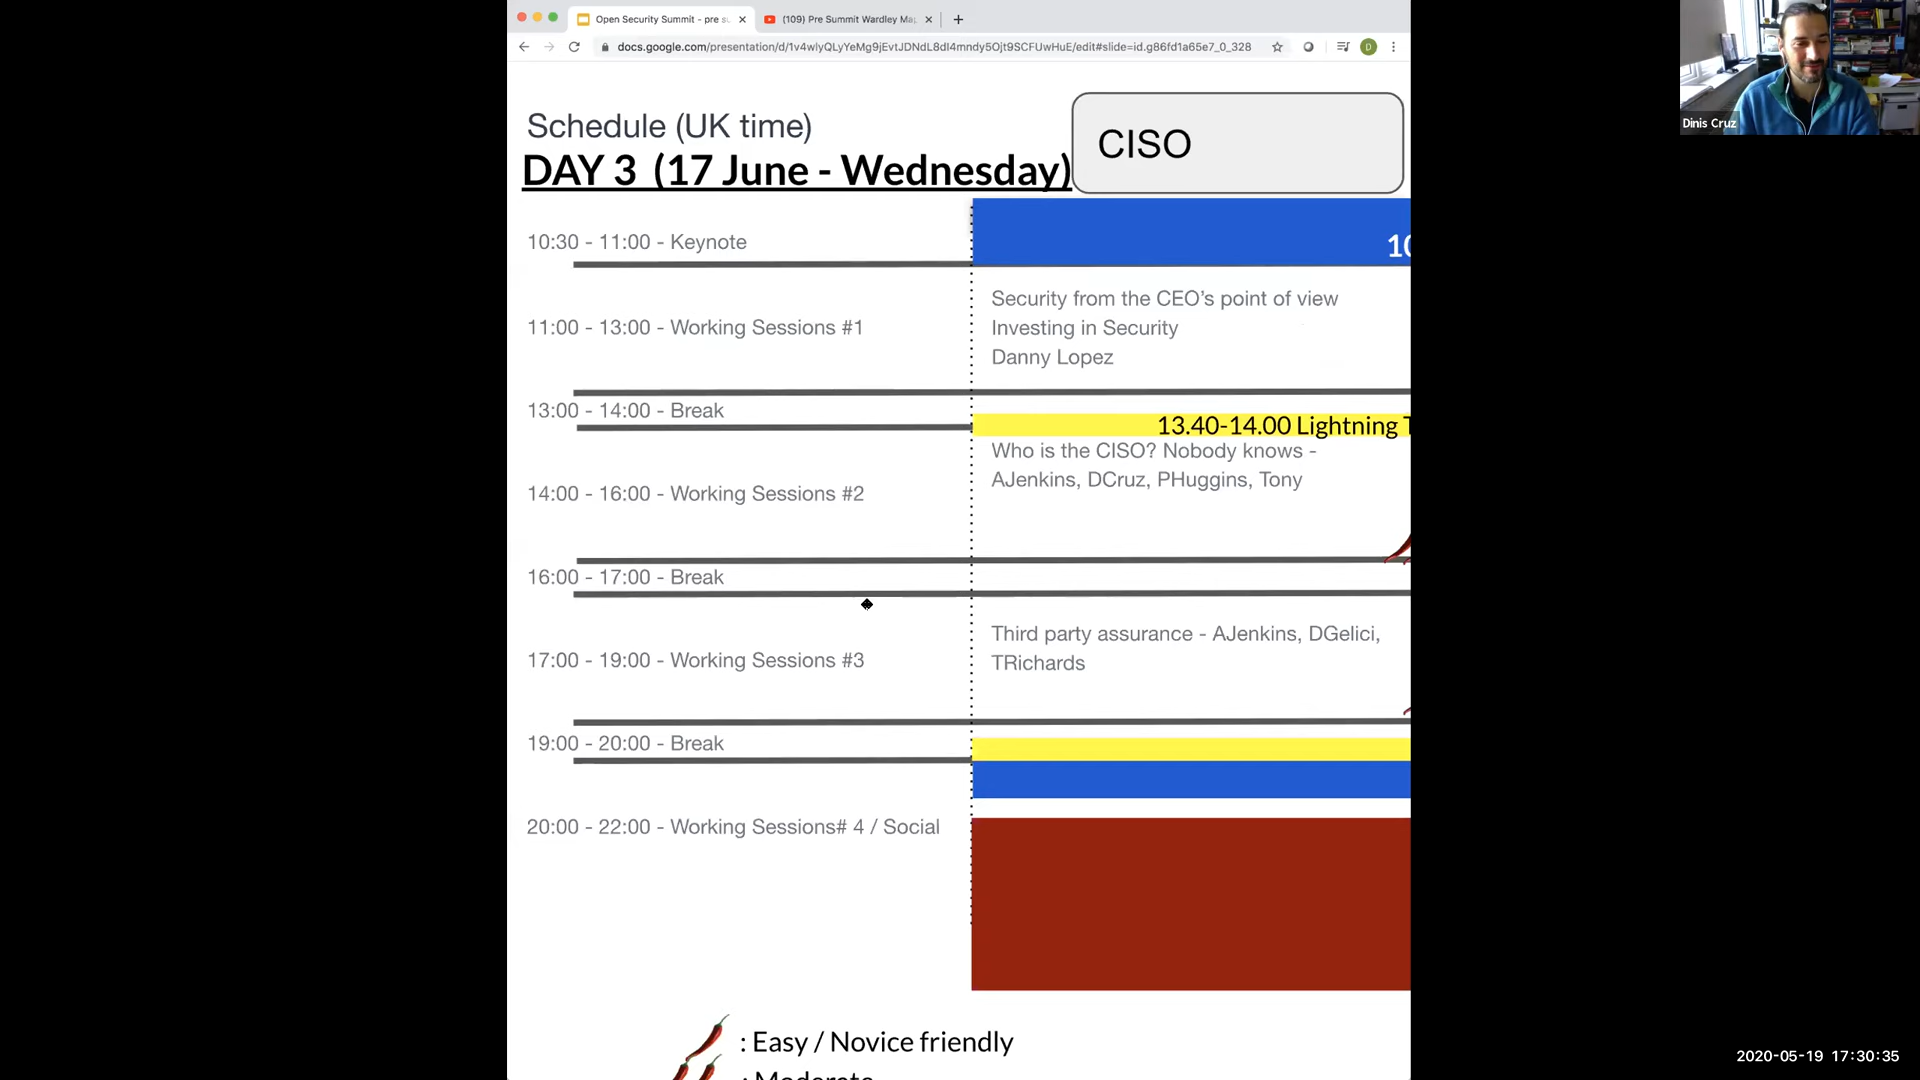 Open Security Summit - pre s
(109) Pre Summit Wardley Ma
docs.google.com/presentation/d/1v4wlyQLyYeMg9jEvtJDNdL8dI4mndy5Ojt9SCFUwHuE/edit#slide=id.g86fd1a65e7_0_328
D
Dinis Cruz
Schedule (UK time)
DAY 3 (17 June - Wednesday)
CISO
10:30 - 11:00 - Keynote
10
Security from the CEO's point of view
11:00 - 13:00 - Working Sessions #1
Investing in Security
Danny Lopez
13:00 - 14:00 - Break
13.40-14.00 Lightning T
Who is the CISO? Nobody knows -
AJenkins, DCruz, PHuggins, Tony
14:00 - 16:00 - Working Sessions #2
16:00 - 17:00 - Break
Third party assurance - AJenkins, DGelici,
TRichards
17:00 - 19:00 - Working Sessions #3
19:00 - 20:00 - Break
20:00 - 22:00 - Working Sessions# 4 / Social
: Easy / Novice friendly
: Moderate
2020-05-19 17:30:35